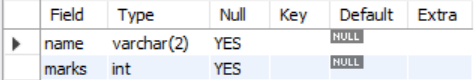 Field Type Null Key Default Extra
name varchar(2) YES NULL
marks int YES NULL